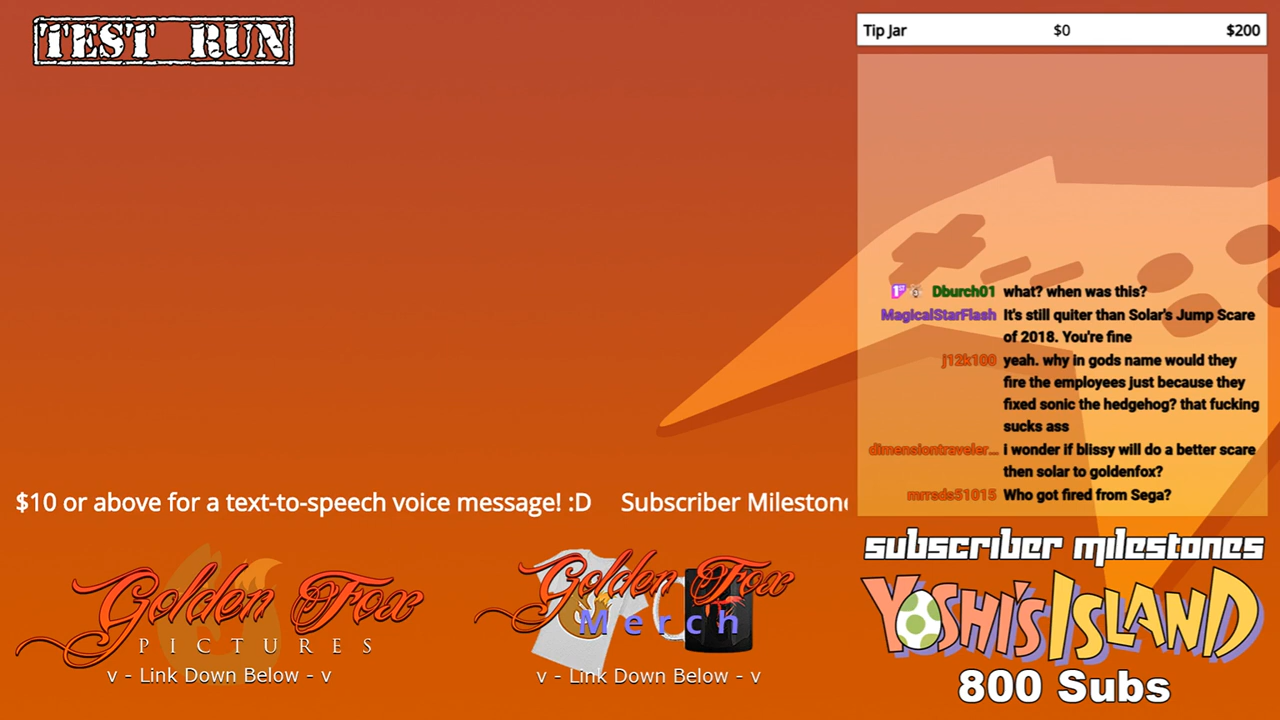 TEST RUN
Tip Jar $0 $200
Dburch01 what? when was this?
MagicalStarFlash It's still quiter than Solar's Jump Scare
of 2018. You're fine
j12k100 yeah. why in gods name would they
fire the employees just because they
fixed sonic the hedgehog? that fucking
sucks ass
dimensiontraveler... i wonder if blissy will do a better scare
then solar to goldenfox?
mrrsds51015 Who got fired from Sega?
$10 or above for a text-to-speech voice message! :D Subscriber Milestone
Golden Fox
PICTURES
v - Link Down Below - v
Golden Fox
Merch
v - Link Down Below - v
subscriber milestones
YOSHI'S ISLAND
800 Subs